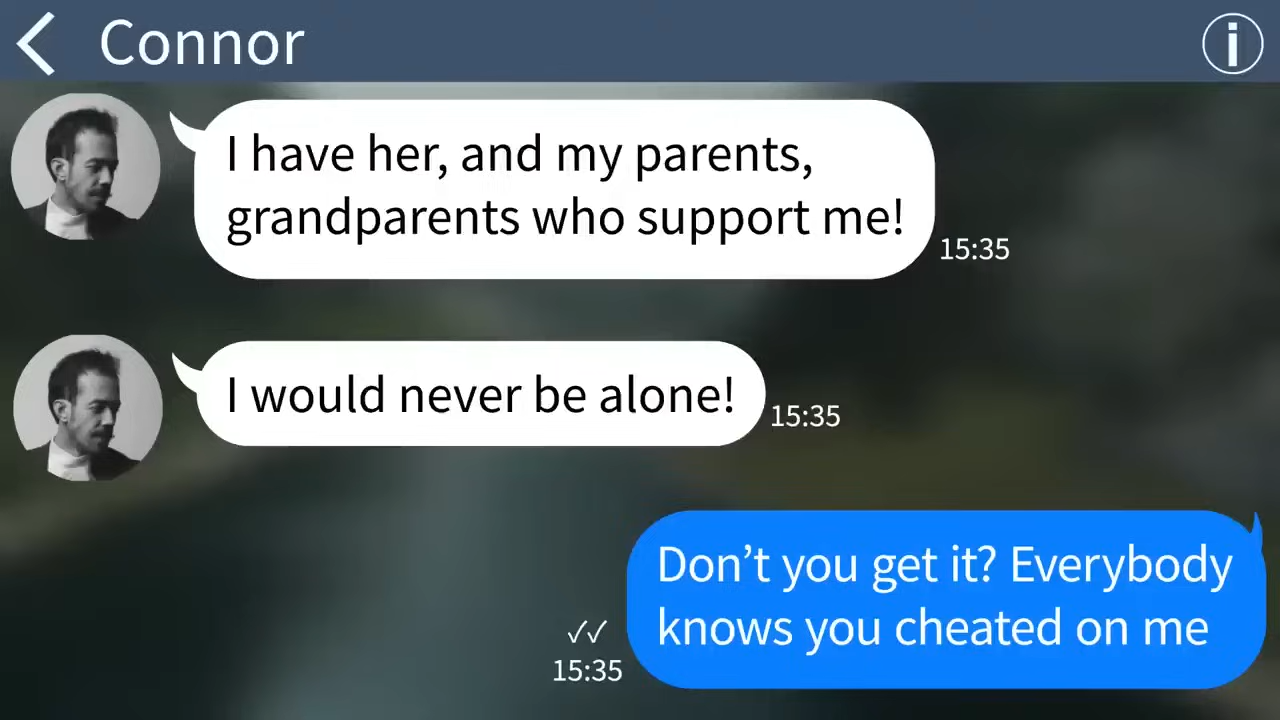 Connor
I have her, and my parents,
grandparents who support me!
15:35
I would never be alone!
15:35
Don’t you get it? Everybody
knows you cheated on me
15:35